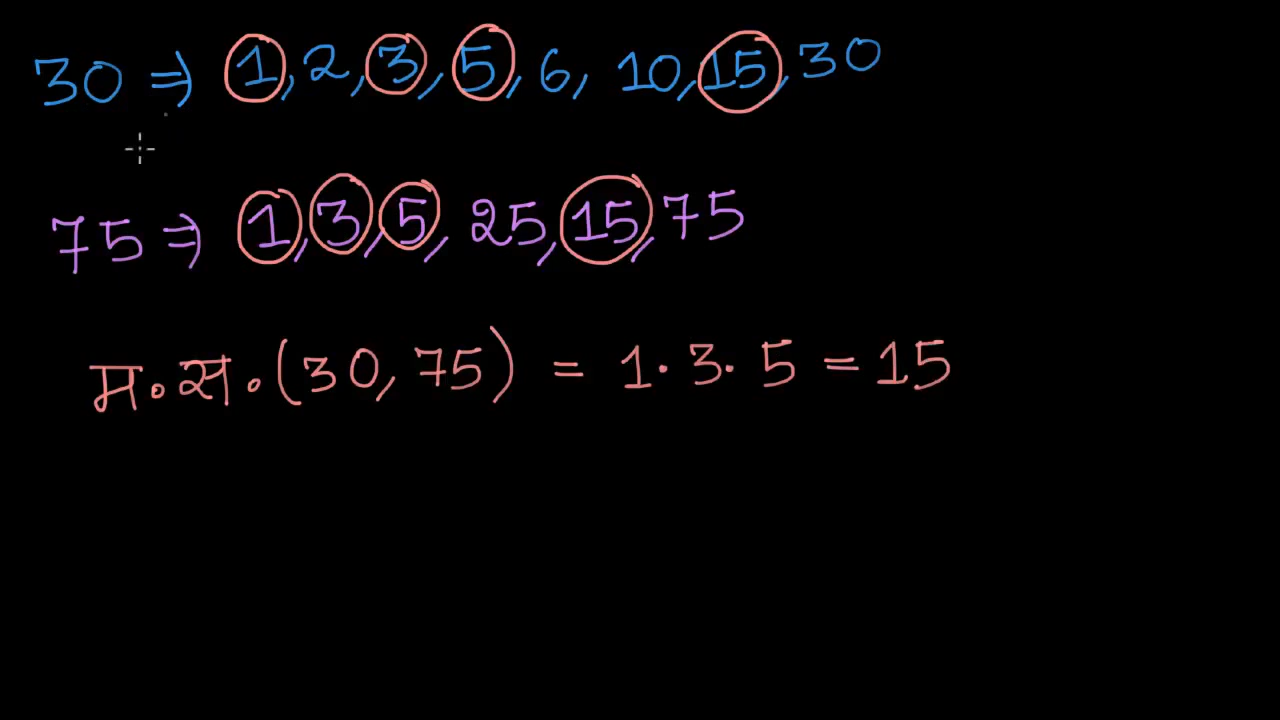 30 ⇒ 1, 2, 3, 5, 6, 10, 15, 30
75 ⇒ 1, 3, 5, 25, 15, 75
म. स. (30, 75) = 1 · 3 · 5 = 15